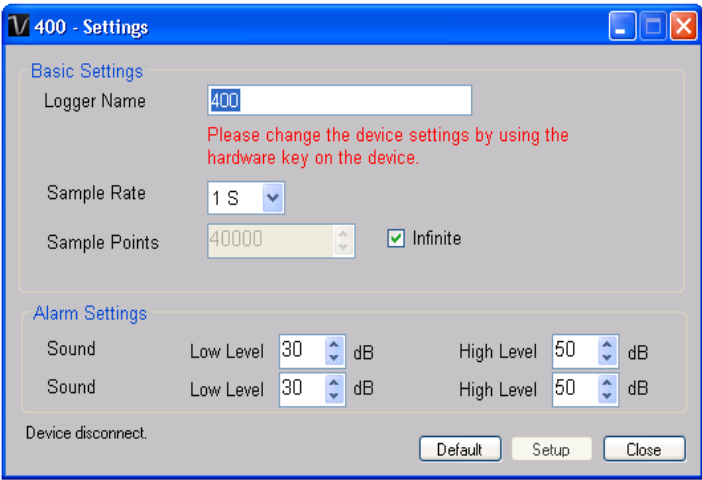 400 - Settings
Basic Settings
Logger Name 400
Please change the device settings by using the
hardware key on the device.
Sample Rate 1 S
Sample Points 40000 Infinite
Alarm Settings
Sound Low Level 30 dB High Level 50 dB
Sound Low Level 30 dB High Level 50 dB
Device disconnect.
Default Setup Close